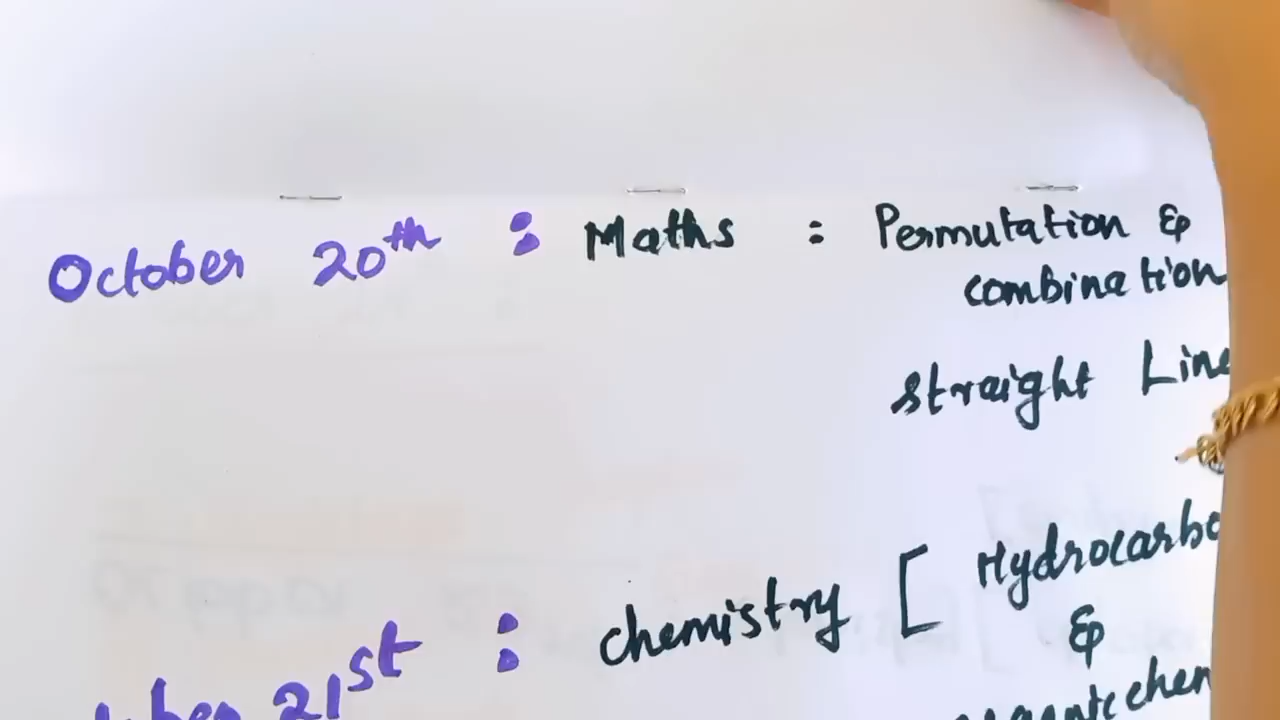 October 20th : Maths : Permutation &
combination
straight Line
chemistry [ Hydrocarbo
&
21st :